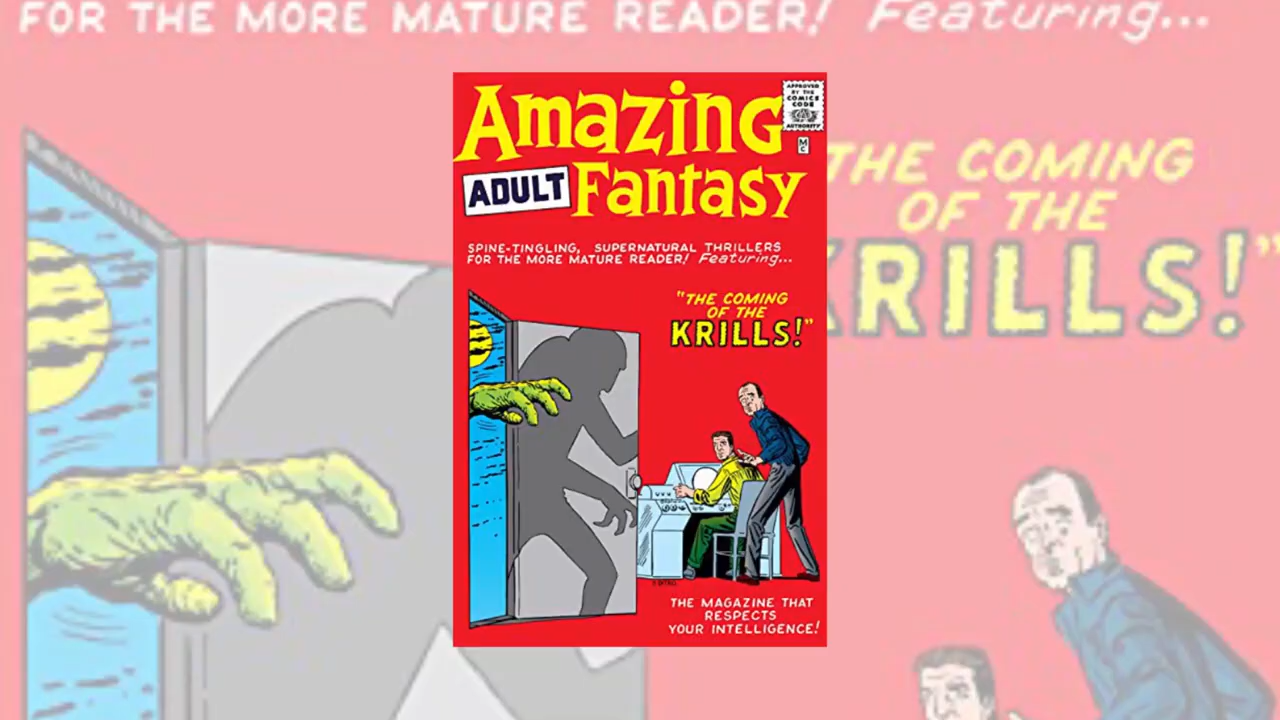 FOR THE MORE MATURE READER! Featuring...
THE COMING
OF THE
KRILLS!"
Amazing
ADULT Fantasy
APPROVED
BY THE
COMICS
CODE
AUTHORITY
M
C
SPINE-TINGLING, SUPERNATURAL THRILLERS
FOR THE MORE MATURE READER! Featuring...
"THE COMING
OF THE
KRILLS!"
THE MAGAZINE THAT
RESPECTS
YOUR INTELLIGENCE!